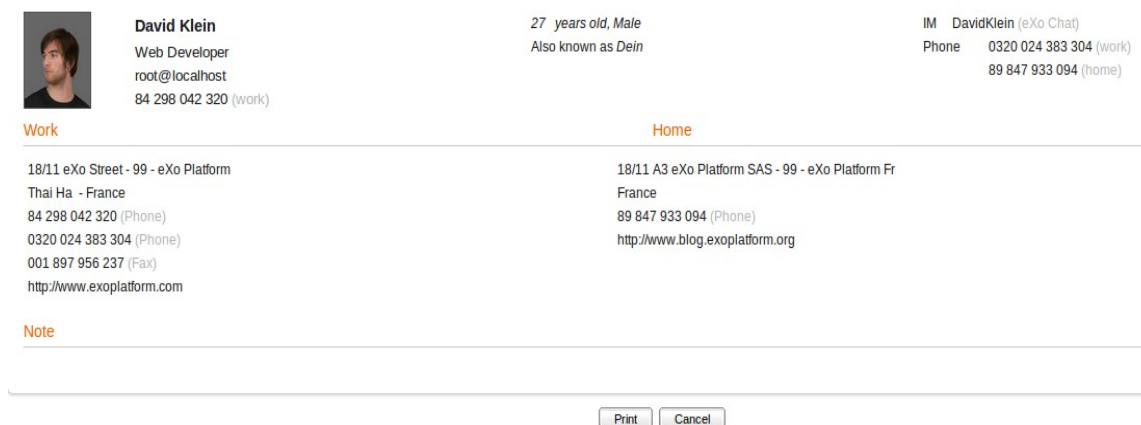 David Klein
Web Developer
root@localhost
84 298 042 320 (work)
27 years old, Male
Also known as Dein
IM DavidKlein (eXo Chat)
Phone 0320 024 383 304 (work)
89 847 933 094 (home)
Work
18/11 eXo Street - 99 - eXo Platform
Thai Ha - France
84 298 042 320 (Phone)
0320 024 383 304 (Phone)
001 897 956 237 (Fax)
http://www.exoplatform.com
Home
18/11 A3 eXo Platform SAS - 99 - eXo Platform Fr
France
89 847 933 094 (Phone)
http://www.blog.exoplatform.org
Note
Print Cancel